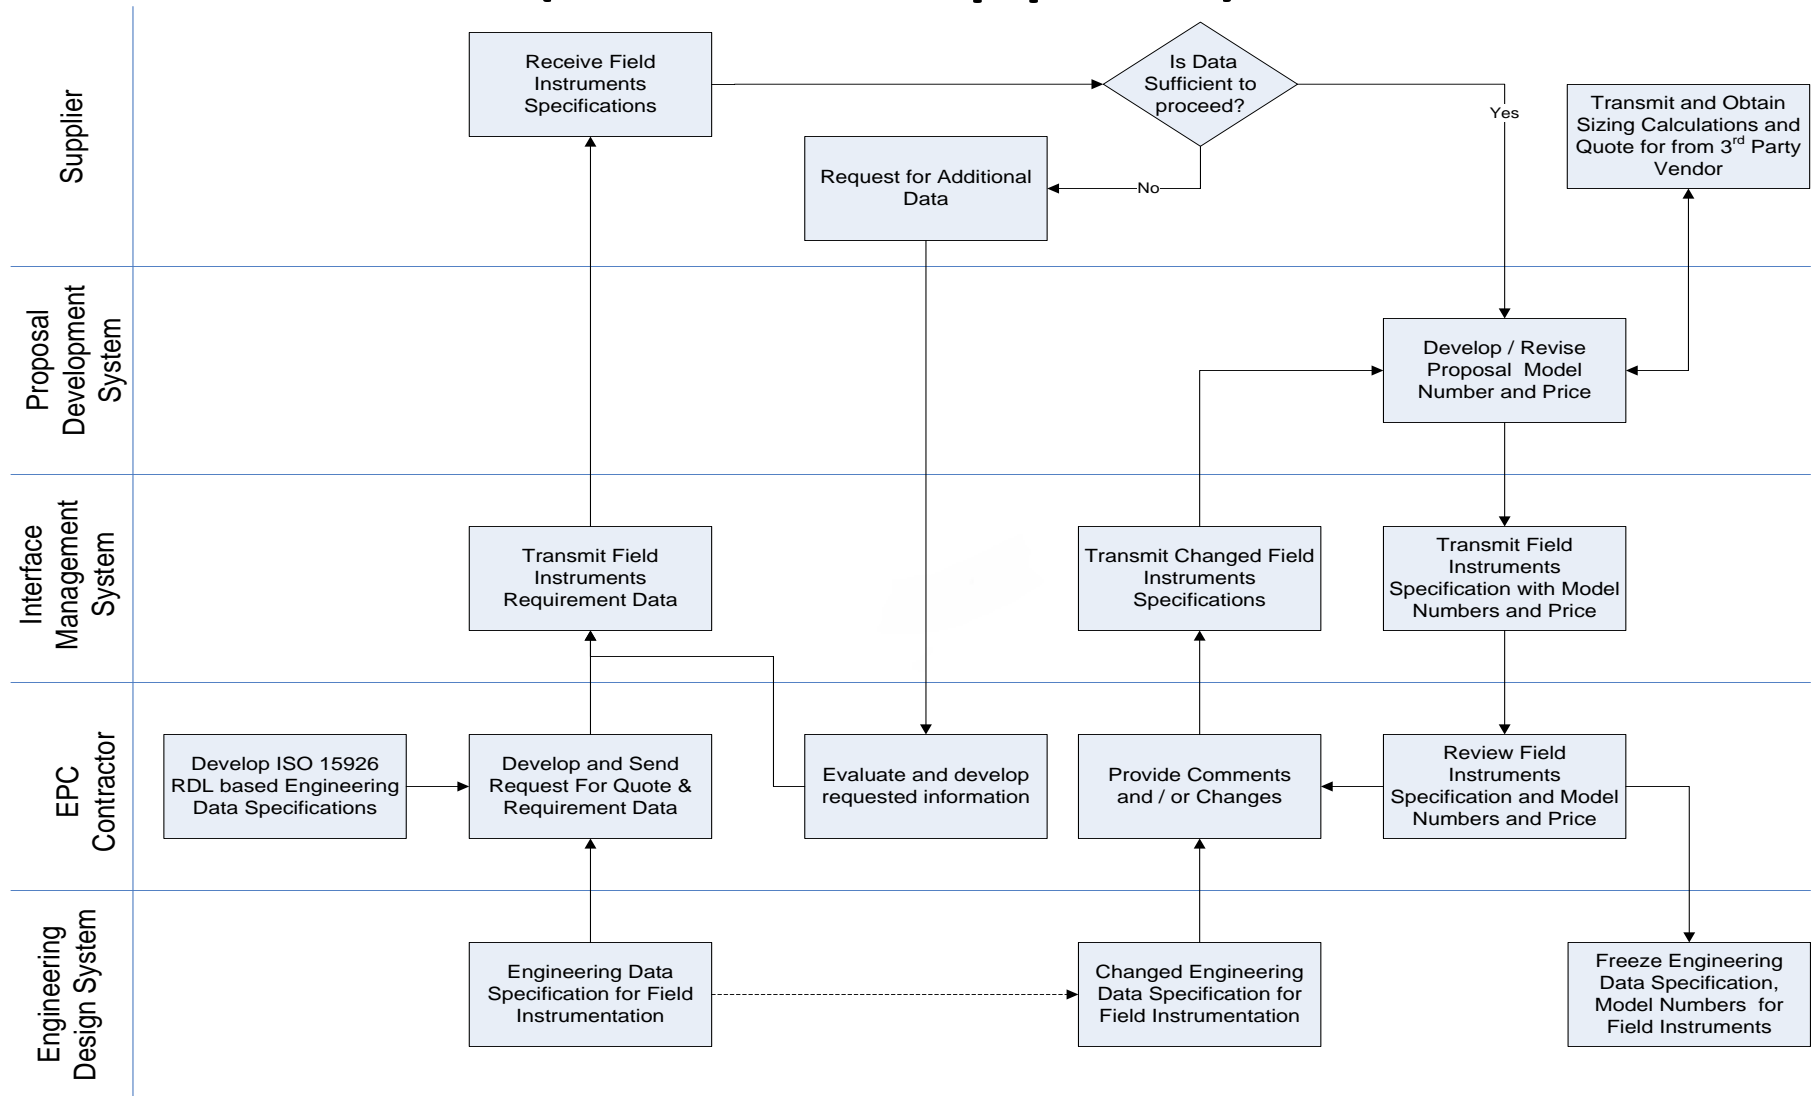 Supplier
Receive Field
Instruments
Specifications
Is Data
Sufficient to
proceed?
Yes
No
Request for Additional
Data
Transmit and Obtain
Sizing Calculations and
Quote for from 3rd Party
Vendor
Proposal
Development
System
Develop / Revise
Proposal Model
Number and Price
Interface
Management
System
Transmit Field
Instruments
Requirement Data
Transmit Changed Field
Instruments
Specifications
Transmit Field
Instruments
Specification with Model
Numbers and Price
EPC
Contractor
Develop ISO 15926
RDL based Engineering
Data Specifications
Develop and Send
Request For Quote &
Requirement Data
Evaluate and develop
requested information
Provide Comments
and / or Changes
Review Field
Instruments
Specification and Model
Numbers and Price
Engineering
Design System
Engineering Data
Specification for Field
Instrumentation
Changed Engineering
Data Specification for
Field Instrumentation
Freeze Engineering
Data Specification,
Model Numbers for
Field Instruments